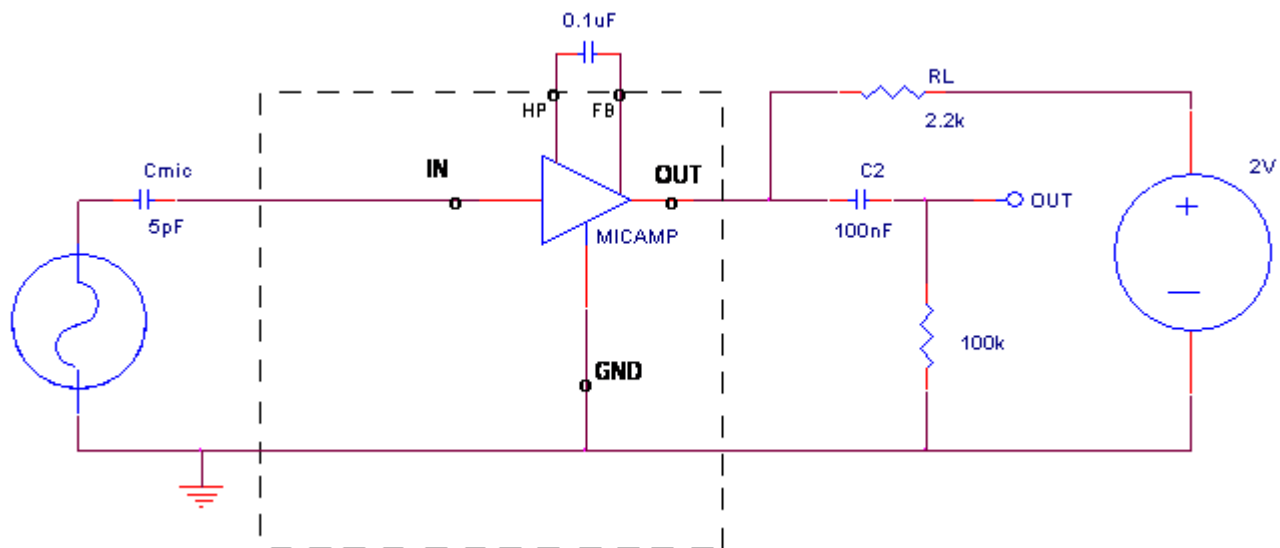 0.1uF
RL
HP
FB
2.2k
Cmic
IN
OUT
C2
2V
5pF
OUT
MICAMP
100nF
100k
GND